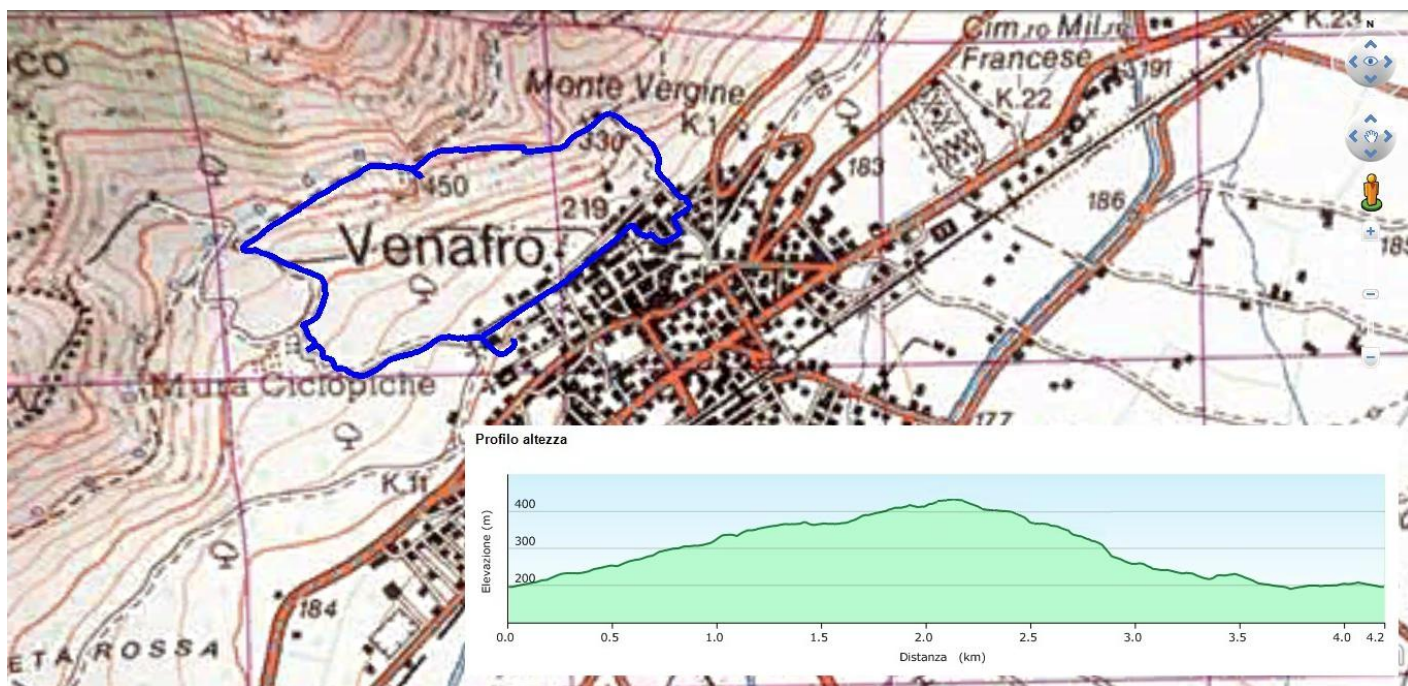 K.23
N
Cim.ro Mil.re
Francese
191
Monte Vergine
K.1
K.22
330
183
450
219
186
185
Venafro
Mura Ciclopiche
177
K.11
184
ETA ROSSA
Profilo altezza
Elevazione (m)
400
300
200
0.0 0.5 1.0 1.5 2.0 2.5 3.0 3.5 4.0 4.2
Distanza (km)